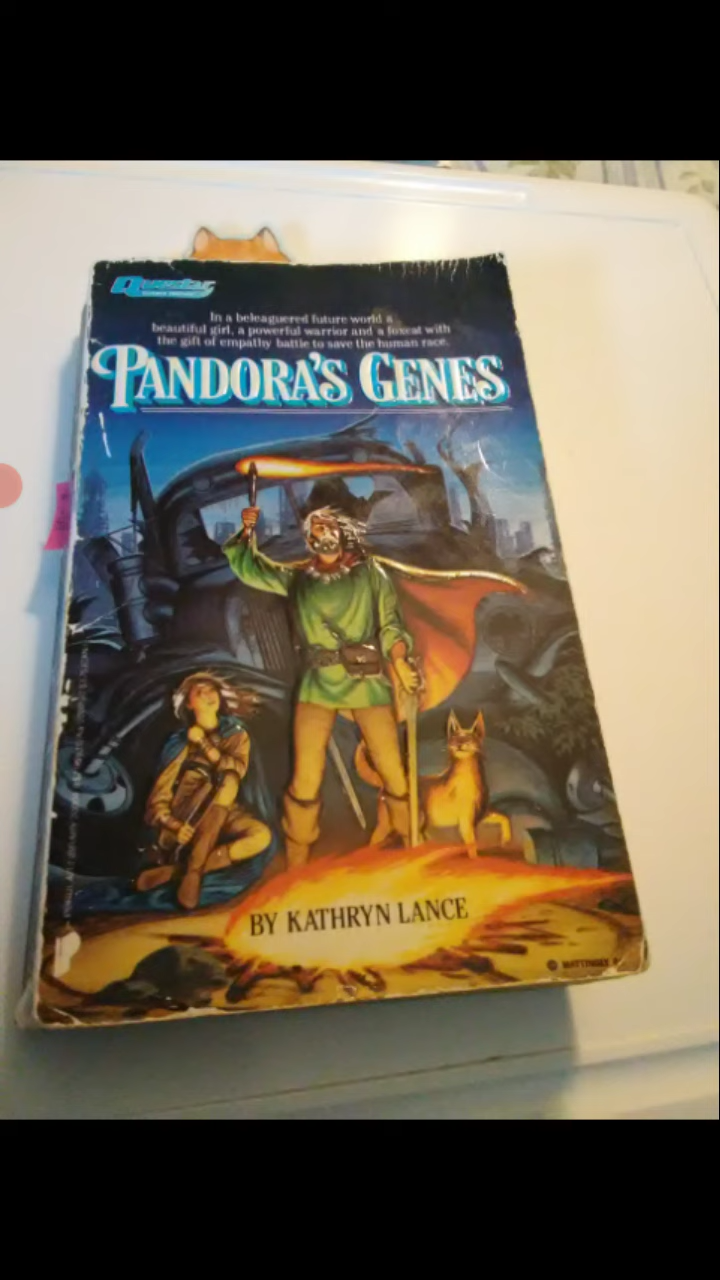 Questar
In a beleaguered future world a
beautiful girl, a powerful warrior and a foxcat with
the gift of empathy battle to save the human race.
PANDORA'S GENES
BY KATHRYN LANCE
© MATTINGLY